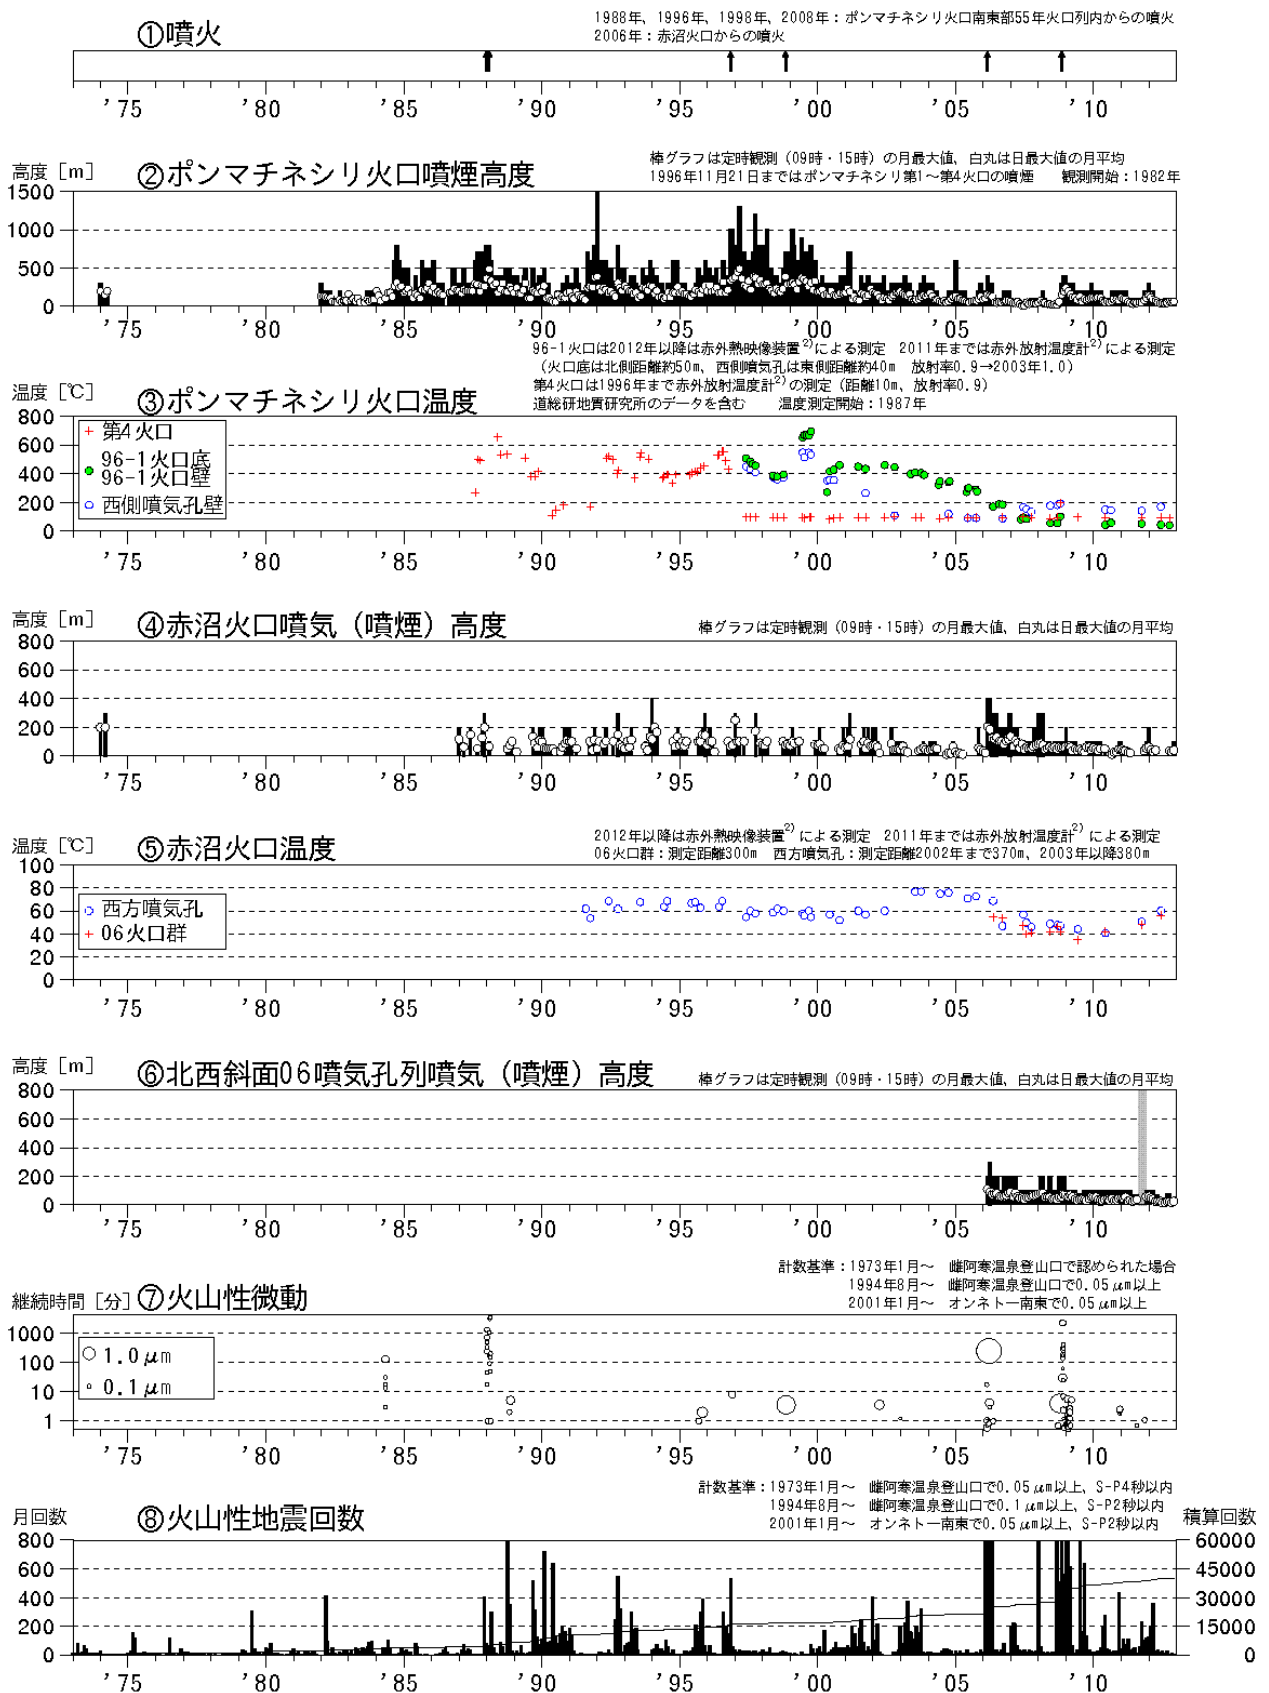 ①噴火
1988年、1996年、1998年、2008年：ポンマチネシリ火口南東部55年火口列内からの噴火
2006年：赤沼火口からの噴火
'75 '80 '85 '90 '95 '00 '05 '10
高度［m］
②ポンマチネシリ火口噴煙高度
棒グラフは定時観測（09時・15時）の月最大値、白丸は日最大値の月平均
1996年11月21日まではポンマチネシリ第1～第4火口の噴煙　観測開始：1982年
1500
1000
500
0
'75 '80 '85 '90 '95 '00 '05 '10
96-1火口は2012年以降は赤外熱映像装置2)による測定　2011年までは赤外放射温度計2)による測定
（火口底は北側距離約50m、西側噴気孔は東側距離約40m　放射率0.9→2003年1.0）
第4火口は1996年まで赤外放射温度計2)の測定（距離10m、放射率0.9）
道総研地質研究所のデータを含む　温度測定開始：1987年
温度［℃］
③ポンマチネシリ火口温度
800
600
400
200
0
第4火口
96-1火口底
96-1火口壁
西側噴気孔壁
'75 '80 '85 '90 '95 '00 '05 '10
高度［m］
④赤沼火口噴気（噴煙）高度
棒グラフは定時観測（09時・15時）の月最大値、白丸は日最大値の月平均
800
600
400
200
0
'75 '80 '85 '90 '95 '00 '05 '10
温度［℃］
⑤赤沼火口温度
2012年以降は赤外熱映像装置2)による測定　2011年までは赤外放射温度計2)による測定
06火口群：測定距離300m　西方噴気孔：測定距離2002年まで370m、2003年以降380m
100
80
60
40
20
0
西方噴気孔
06火口群
'75 '80 '85 '90 '95 '00 '05 '10
高度［m］
⑥北西斜面06噴気孔列噴気（噴煙）高度
棒グラフは定時観測（09時・15時）の月最大値、白丸は日最大値の月平均
800
600
400
200
0
'75 '80 '85 '90 '95 '00 '05 '10
計数基準：1973年1月～　雌阿寒温泉登山口で認められた場合
1994年8月～　雌阿寒温泉登山口で0.05μm以上
2001年1月～　オンネトー南東で0.05μm以上
継続時間［分］
⑦火山性微動
1000
100
10
1
1.0μm
0.1μm
'75 '80 '85 '90 '95 '00 '05 '10
計数基準：1973年1月～　雌阿寒温泉登山口で0.05μm以上、S-P4秒以内
1994年8月～　雌阿寒温泉登山口で0.1μm以上、S-P2秒以内
2001年1月～　オンネトー南東で0.05μm以上、S-P2秒以内
月回数
⑧火山性地震回数
積算回数
800
600
400
200
0
60000
45000
30000
15000
0
'75 '80 '85 '90 '95 '00 '05 '10